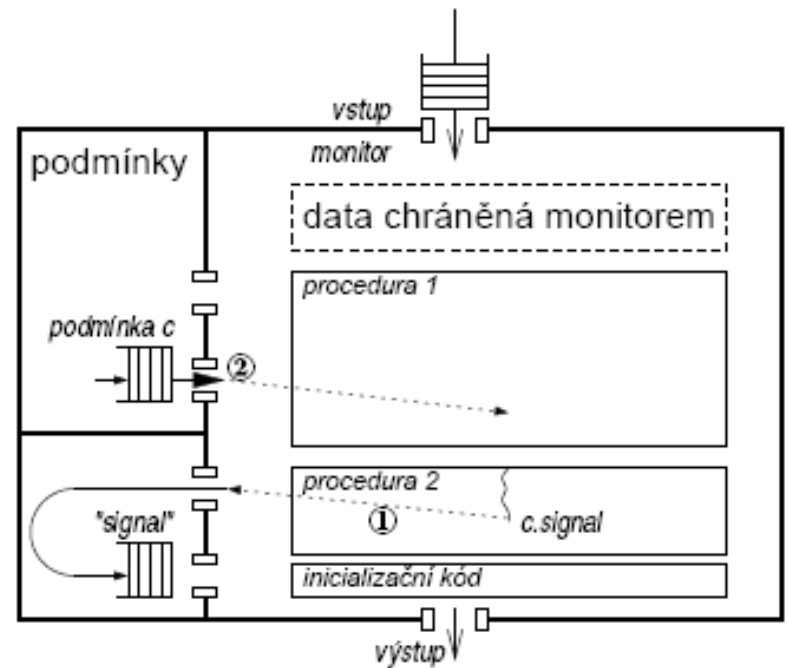 vstup
monitor
podmínky
data chráněná monitorem
procedura 1
podmínka c
②
procedura 2
①
c.signal
"signal"
inicializační kód
výstup